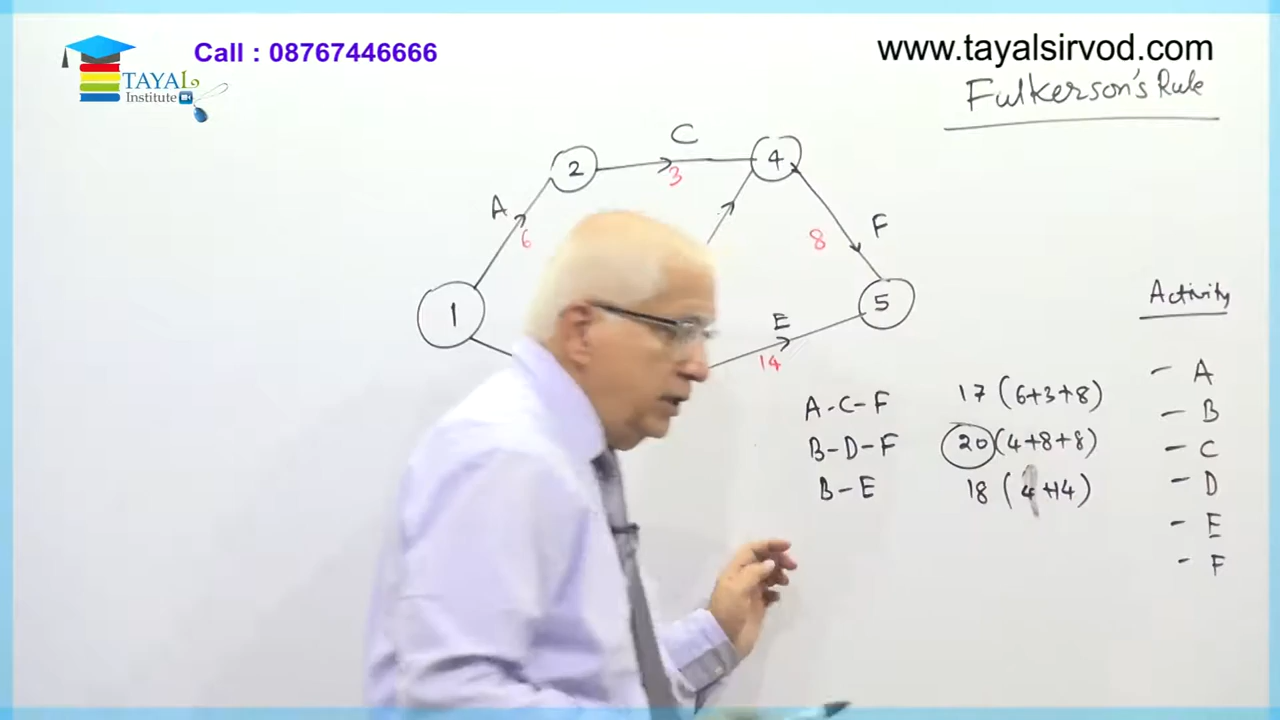 Call : 08767446666
www.tayalsirvod.com
TAYAL
Institute
Fulkerson's Rule
C
2
4
3
A
6
F
8
1
5
E
14
Activity
A-C-F 17 (6+3+8)
B-D-F 20 (4+8+8)
B-E 18 (4+14)
- A
- B
- C
- D
- E
- F